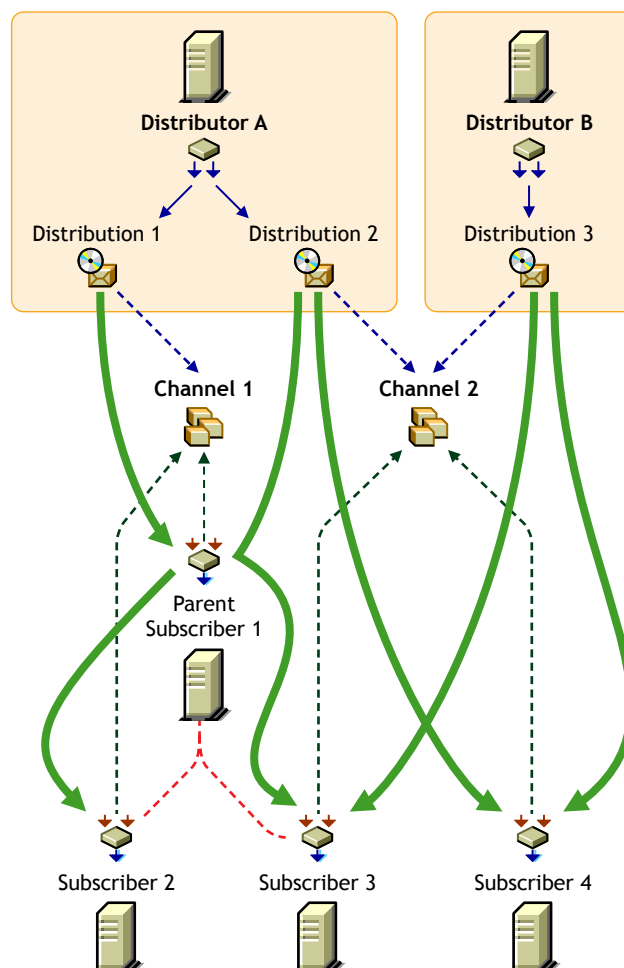 Distributor A
Distributor B
Distribution 1
Distribution 2
Distribution 3
Channel 1
Channel 2
Parent
Subscriber 1
Subscriber 2
Subscriber 3
Subscriber 4